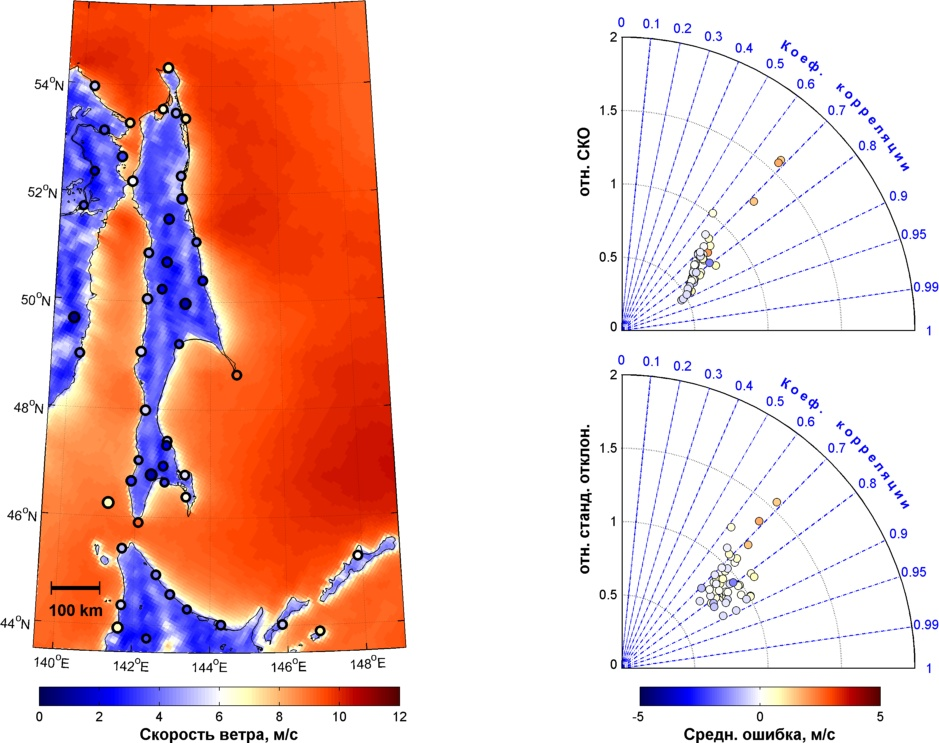 54°N
52°N
50°N
48°N
46°N
44°N
100 km
140°E
142°E
144°E
146°E
148°E
0
2
4
6
8
10
12
Скорость ветра, м/с
2
1.5
1
0.5
0
отн. СКО
0
0.1
0.2
0.3
0.4
0.5
0.6
0.7
0.8
0.9
0.95
0.99
1
Коеф. корреляции
2
1.5
1
0.5
0
отн. станд. отклон.
0
0.1
0.2
0.3
0.4
0.5
0.6
0.7
0.8
0.9
0.95
0.99
1
Коеф. корреляции
-5
0
5
Средн. ошибка, м/с